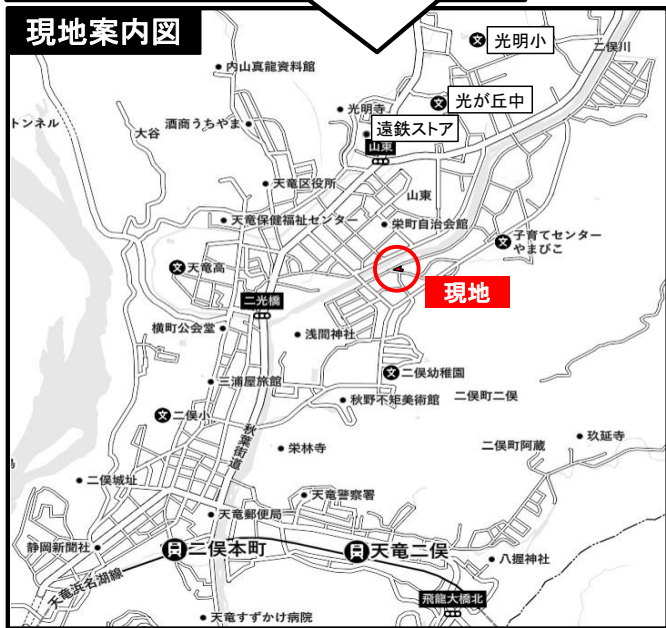 現地案内図
光明小
二俣川
内山真龍資料館
光明寺
光が丘中
トンネル
大谷
酒商うちやま
遠鉄ストア
山東
天竜区役所
山東
天竜保健福祉センター
栄町自治会館
子育てセンター
やまびこ
天竜高
現地
二光橋
横町公会堂
浅間神社
三浦屋旅館
二俣幼稚園
秋野不矩美術館
二俣町二俣
二俣小
秋葉街道
栄林寺
二俣町阿蔵
玖延寺
二俣城址
天竜警察署
天竜郵便局
静岡新聞社
二俣本町
天竜二俣
八握神社
天竜浜名湖線
飛龍大橋北
天竜すずかけ病院